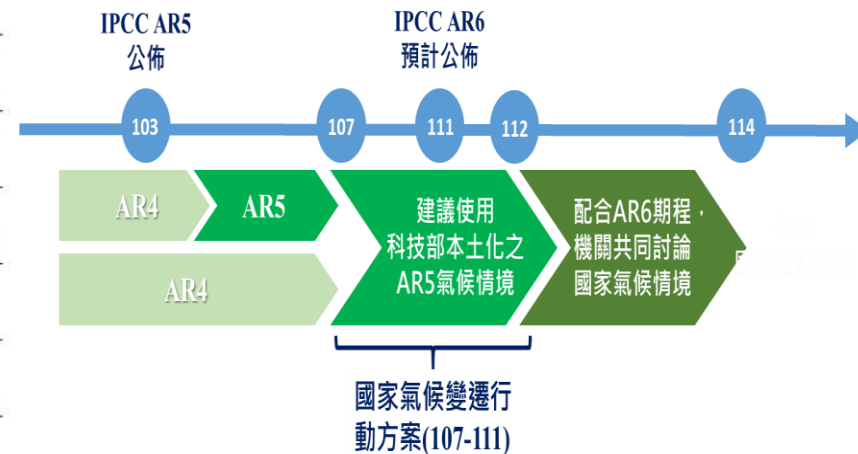 IPCC AR5
公佈
IPCC AR6
預計公佈
103
107
111
112
114
AR4
AR5
AR4
建議使用
科技部本土化之
AR5氣候情境
配合AR6期程，
機關共同討論
國家氣候情境
國家氣候變遷行
動方案(107-111)